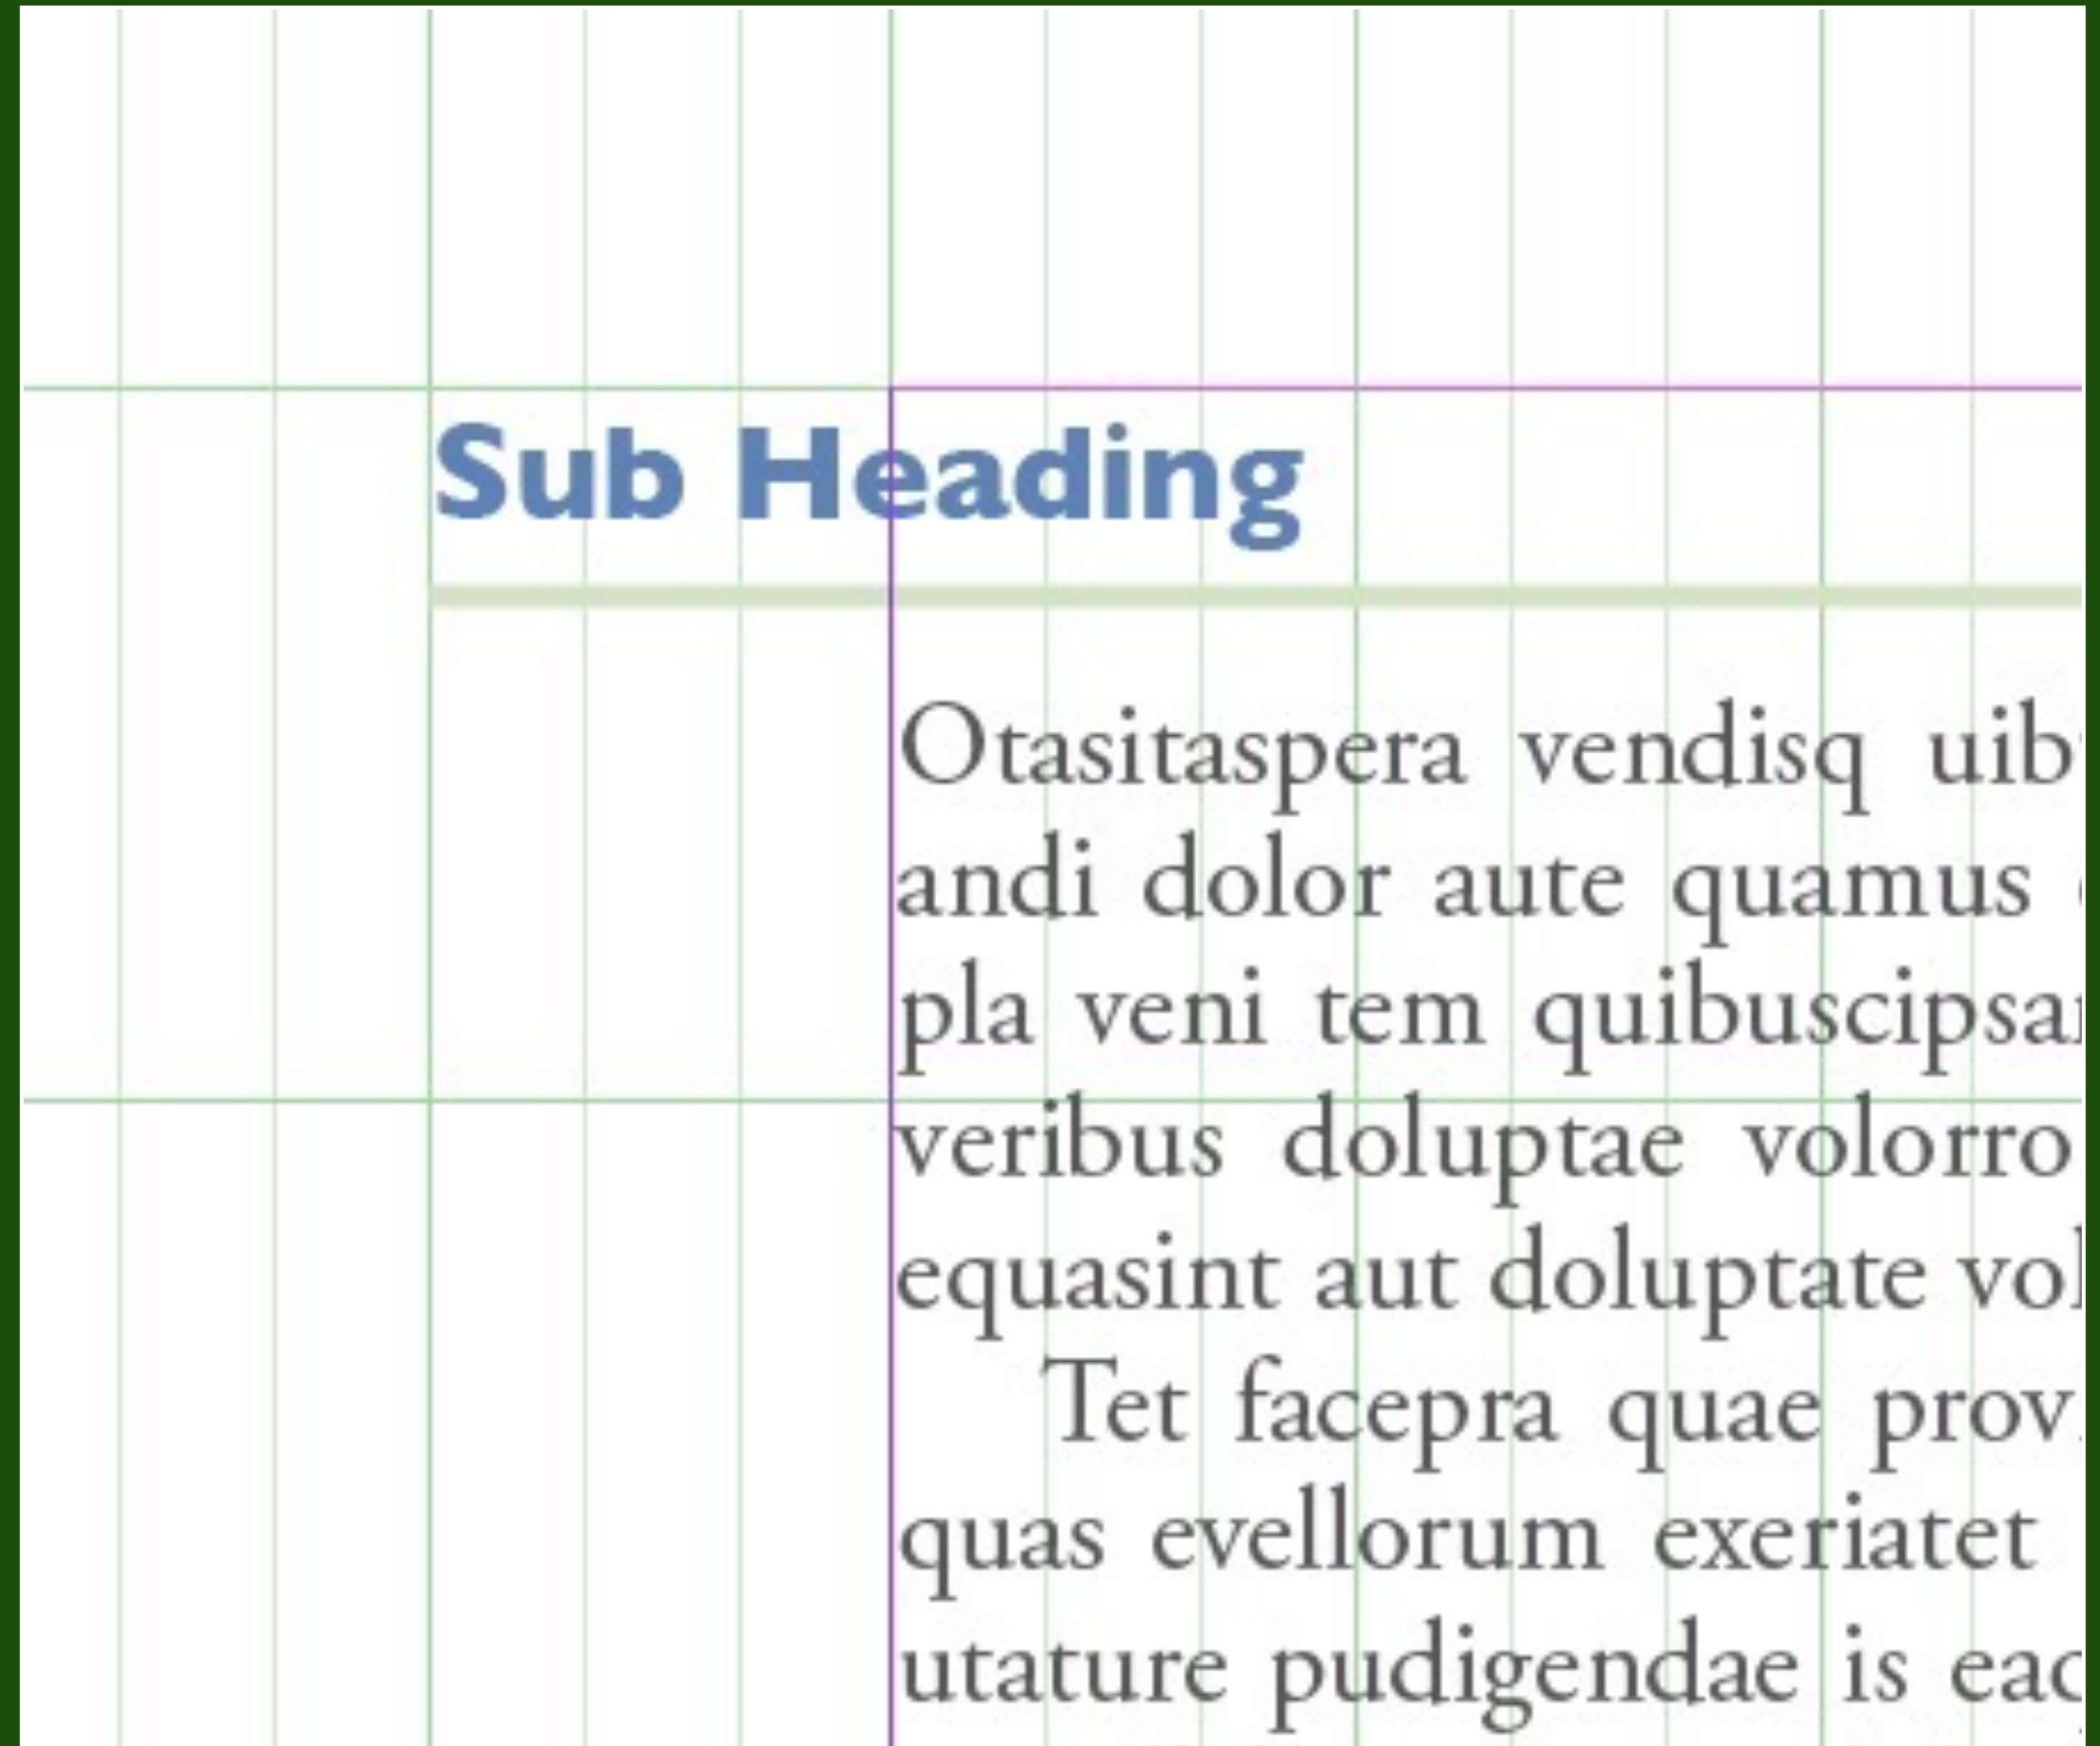 Sub Heading
Otasitaspera vendisq
andi dolor aute quamus
pla veni tem
veribus doluptae volorro
equasint aut doluptate
Tet facepra quae
quas evellorum exeriatet
utature pudigendae is